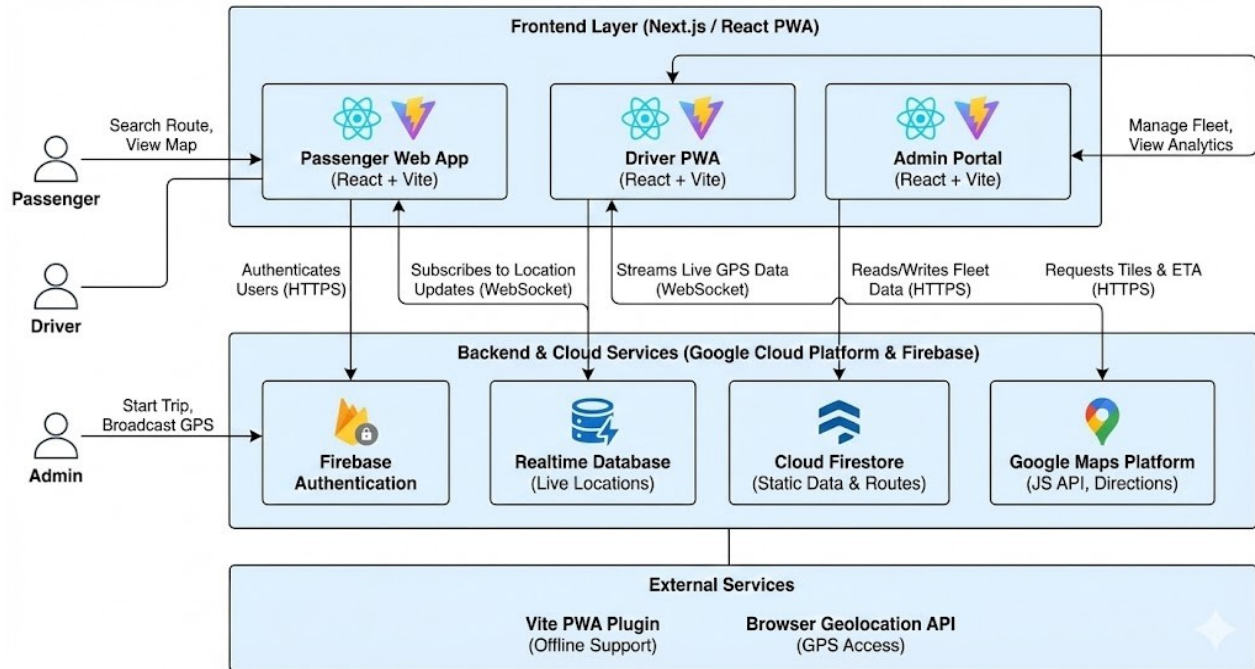 Frontend Layer (Next.js / React PWA)
Search Route,
View Map
Passenger
Passenger Web App
(React + Vite)
Driver PWA
(React + Vite)
Admin Portal
(React + Vite)
Manage Fleet,
View Analytics
Driver
Authenticates
Users (HTTPS)
Subscribes to Location
Updates (WebSocket)
Streams Live GPS Data
(WebSocket)
Reads/Writes Fleet
Data (HTTPS)
Requests Tiles & ETA
(HTTPS)
Backend & Cloud Services (Google Cloud Platform & Firebase)
Start Trip,
Broadcast GPS
Admin
Firebase
Authentication
Realtime Database
(Live Locations)
Cloud Firestore
(Static Data & Routes)
Google Maps Platform
(JS API, Directions)
External Services
Vite PWA Plugin
(Offline Support)
Browser Geolocation API
(GPS Access)